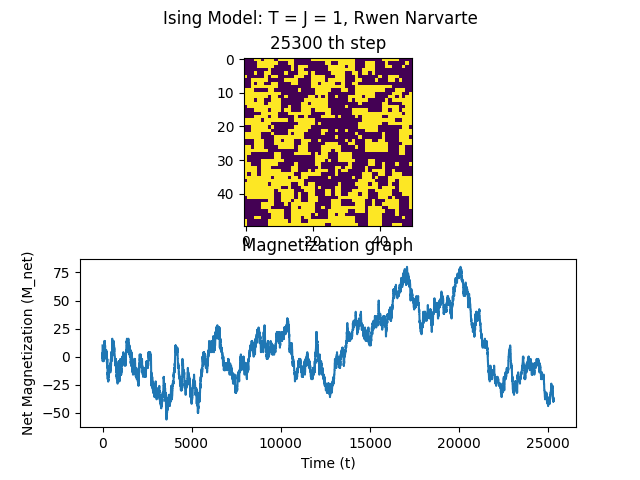 Ising Model: T = J = 1, Rwen Narvarte
25300 th step
0
10
20
30
40
0 20 40
Magnetization graph
Net Magnetization (M_net)
75
50
25
0
−25
−50
0 5000 10000 15000 20000 25000
Time (t)